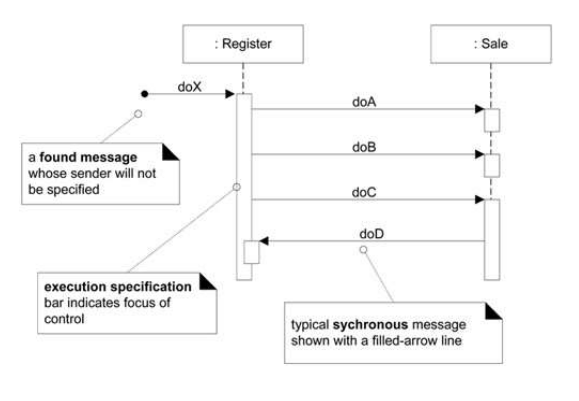 : Register
: Sale
doX
doA
doB
doC
doD
a found message
whose sender will not
be specified
execution specification
bar indicates focus of
control
typical sychronous message
shown with a filled-arrow line